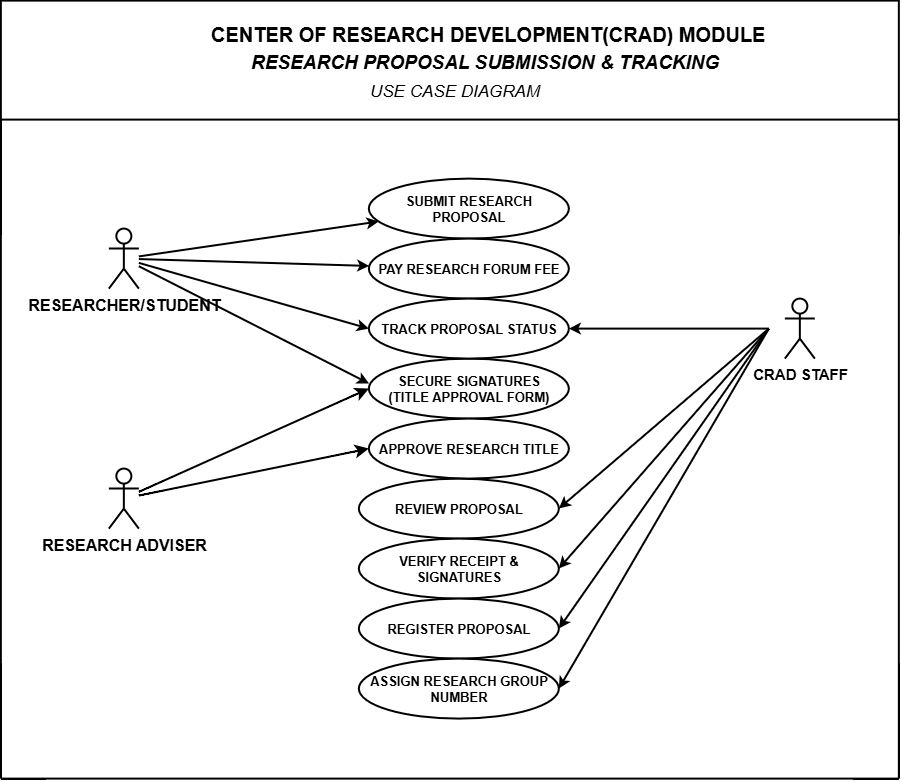 CENTER OF RESEARCH DEVELOPMENT(CRAD) MODULE
RESEARCH PROPOSAL SUBMISSION & TRACKING
USE CASE DIAGRAM
SUBMIT RESEARCH
PROPOSAL
PAY RESEARCH FORUM FEE
RESEARCHER/STUDENT
TRACK PROPOSAL STATUS
CRAD STAFF
SECURE SIGNATURES
(TITLE APPROVAL FORM)
APPROVE RESEARCH TITLE
REVIEW PROPOSAL
RESEARCH ADVISER
VERIFY RECEIPT &
SIGNATURES
REGISTER PROPOSAL
ASSIGN RESEARCH GROUP
NUMBER